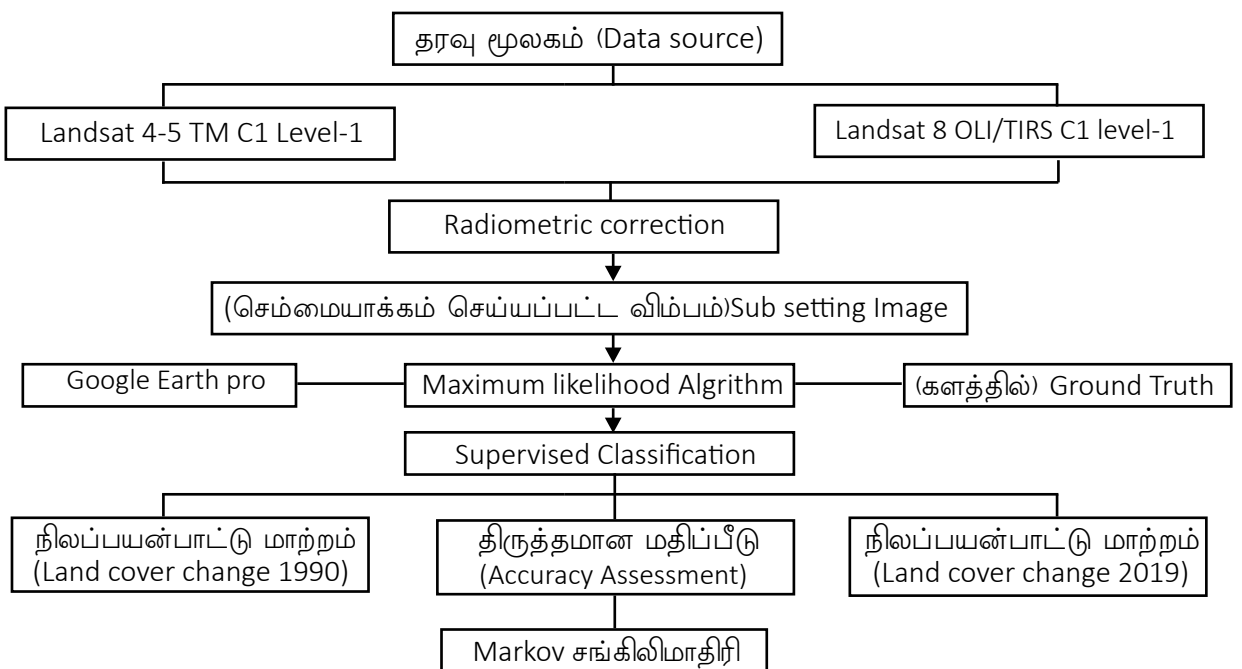 தரவு மூலகம் (Data source)
Landsat 4-5 TM C1 Level-1
Landsat 8 OLI/TIRS C1 level-1
Radiometric correction
(செம்மையாக்கம் செய்யப்பட்ட விம்பம்)Sub setting Image
Google Earth pro
Maximum likelihood Algrithm
(களத்தில்) Ground Truth
Supervised Classification
நிலப்பயன்பாட்டு மாற்றம்
(Land cover change 1990)
திருத்தமான மதிப்பீடு
(Accuracy Assessment)
நிலப்பயன்பாட்டு மாற்றம்
(Land cover change 2019)
Markov சங்கிலிமாதிரி